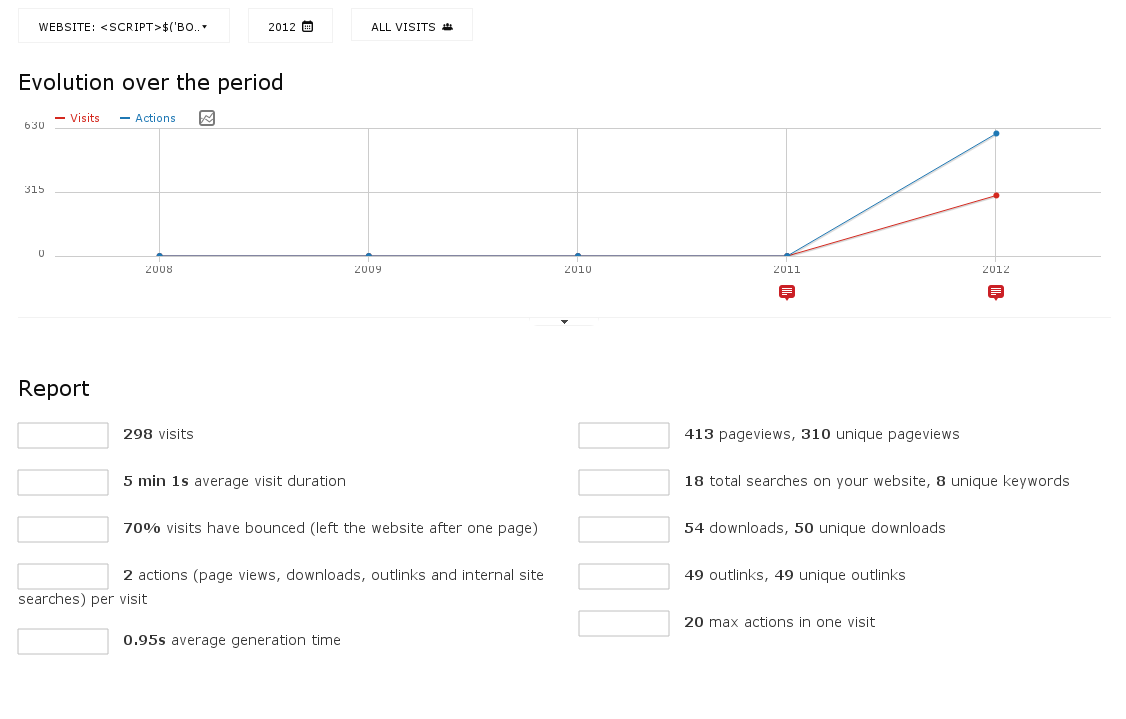 WEBSITE: <SCRIPT>$('BO..
2012
ALL VISITS
Evolution over the period
Visits
Actions
630
315
0
2008
2009
2010
2011
2012
Report
298 visits
5 min 1s average visit duration
70% visits have bounced (left the website after one page)
2 actions (page views, downloads, outlinks and internal site
searches) per visit
0.95s average generation time
413 pageviews, 310 unique pageviews
18 total searches on your website, 8 unique keywords
54 downloads, 50 unique downloads
49 outlinks, 49 unique outlinks
20 max actions in one visit